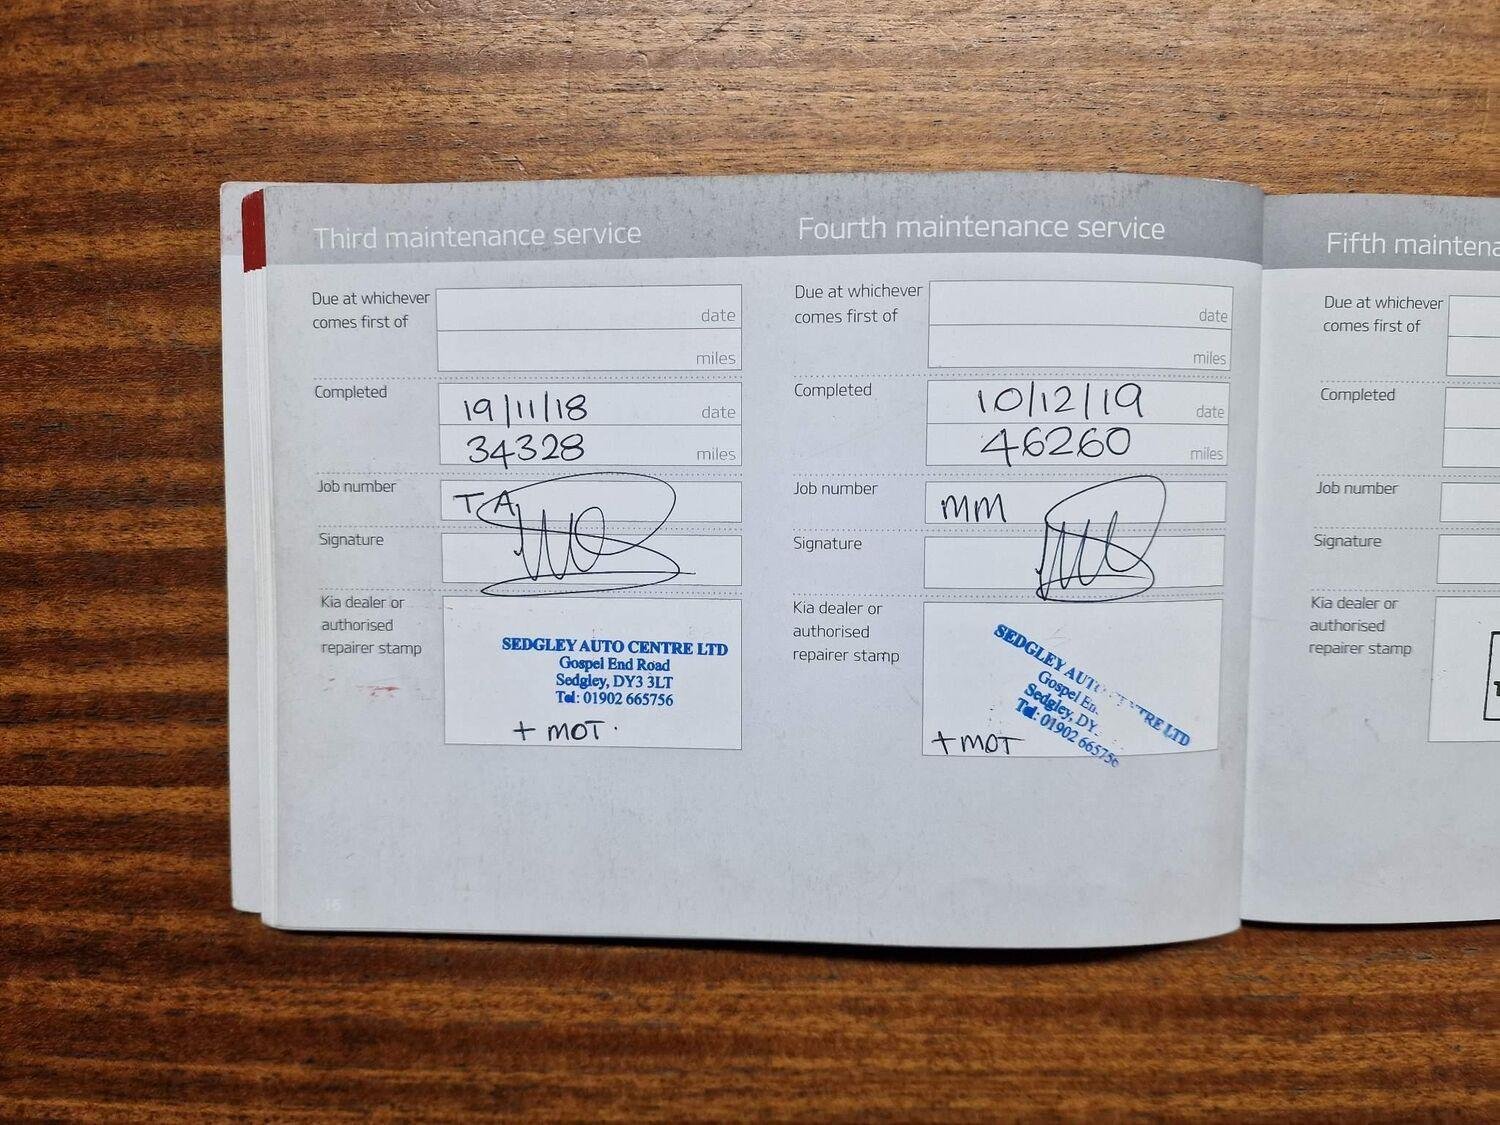 Third maintenance service
Due at whichever
comes first of
date
miles
Completed
19/11/18 date
34328 miles
Job number
TA
Signature
Kia dealer or
authorised
repairer stamp
SEDGLEY AUTO CENTRE LTD
Gospel End Road
Sedgley, DY3 3LT
Tel: 01902 665756
+ MOT.
16
Fourth maintenance service
Due at whichever
comes first of
date
miles
Completed
10/12/19 date
46260 miles
Job number
MM
Signature
Kia dealer or
authorised
repairer stamp
SEDGLEY
LTD
Gospel
Sedgley, DY
Tel: 01902 665756
+ MOT
Fifth
Due at whichever
comes first of
Completed
Job number
Signature
Kia dealer or
authorised
repairer stamp